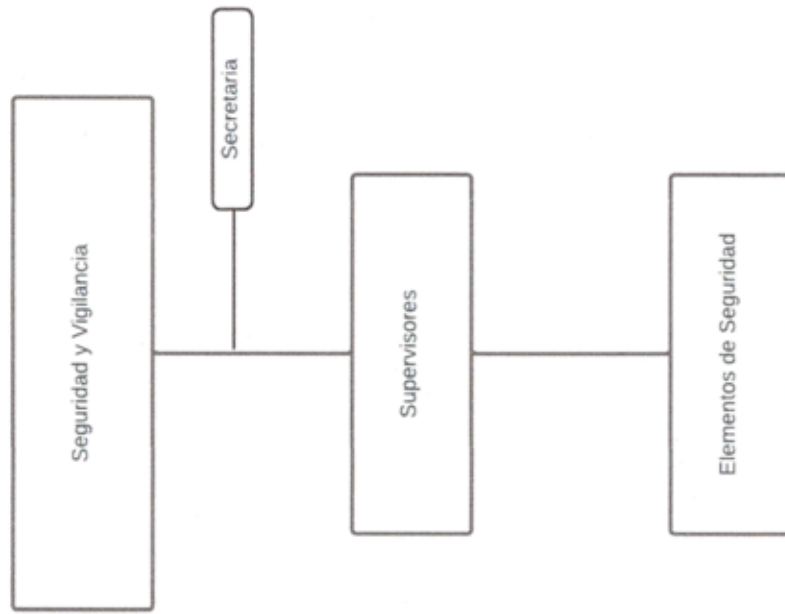 Seguridad y Vigilancia
Secretaria
Supervisores
Elementos de Seguridad